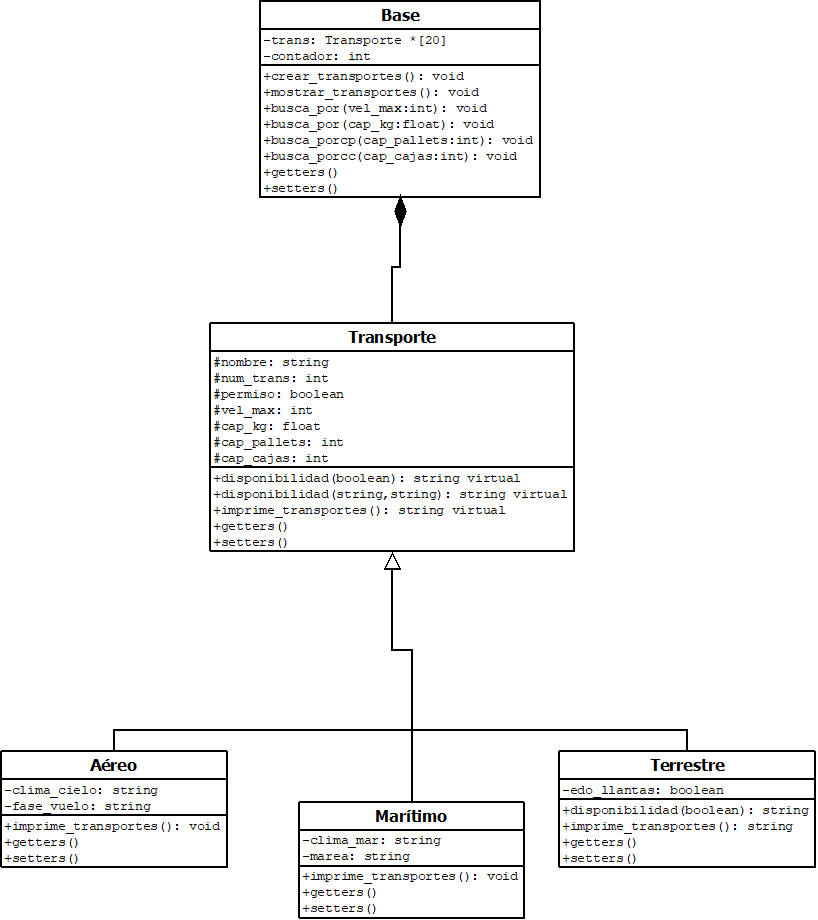 Base
-trans: Transporte *[20]
-contador: int
+crear_transportes(): void
+mostrar_transportes(): void
+busca_por(vel_max:int): void
+busca_por(cap_kg:float): void
+busca_porcp(cap_pallets:int): void
+busca_porcc(cap_cajas:int): void
+getters()
+setters()
Transporte
#nombre: string
#num_trans: int
#permiso: boolean
#vel_max: int
#cap_kg: float
#cap_pallets: int
#cap_cajas: int
+disponibilidad(boolean): string virtual
+disponibilidad(string,string): string virtual
+imprime_transportes(): string virtual
+getters()
+setters()
Aéreo
-clima_cielo: string
-fase_vuelo: string
+imprime_transportes(): void
+getters()
+setters()
Marítimo
-clima_mar: string
-marea: string
+imprime_transportes(): void
+getters()
+setters()
Terrestre
-edo_llantas: boolean
+disponibilidad(boolean): string
+imprime_transportes(): string
+getters()
+setters()